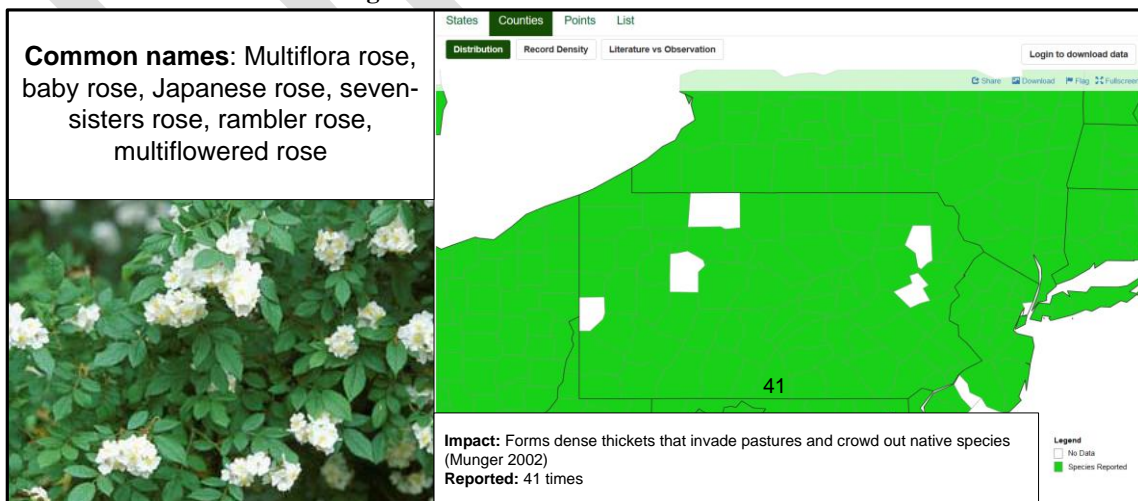 Common names: Multiflora rose,
baby rose, Japanese rose, seven-
sisters rose, rambler rose,
multiflowered rose
States Counties Points List
Distribution Record Density Literature vs Observation
Login to download data
Share Download Flag Fullscreen
41
Impact: Forms dense thickets that invade pastures and crowd out native species
(Munger 2002)
Reported: 41 times
Legend
No Data
Species Reported